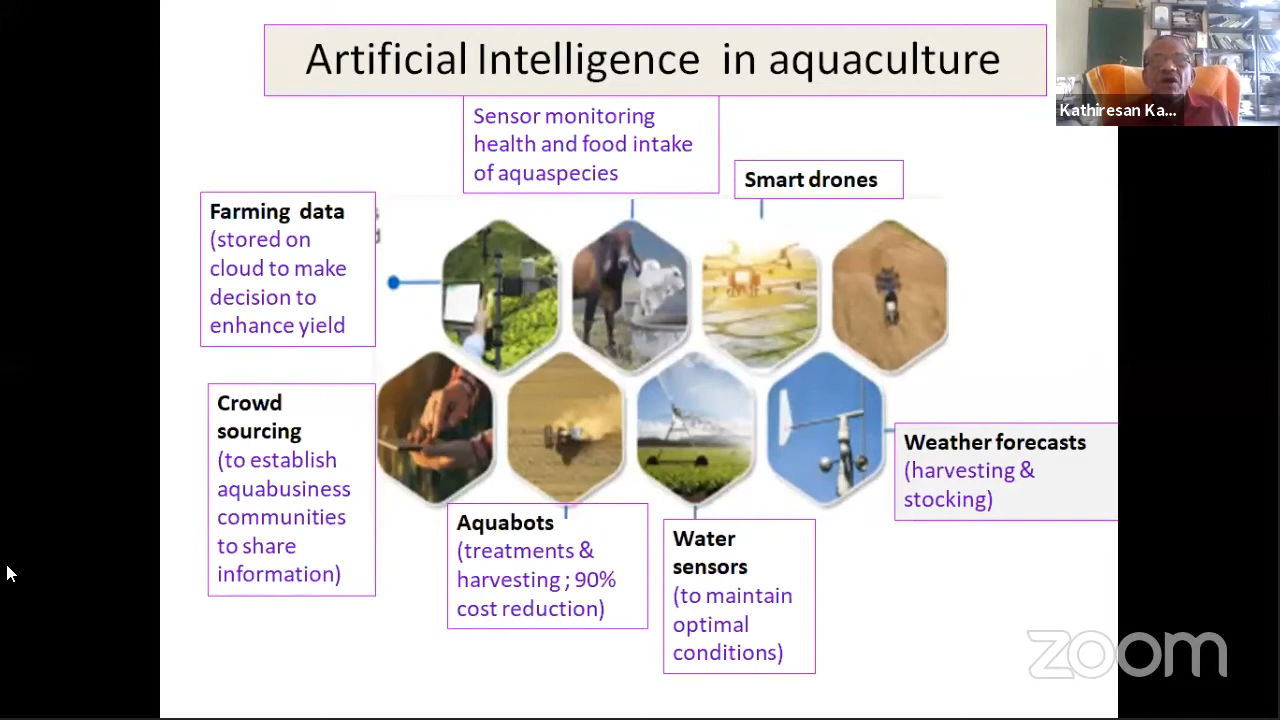 Artificial Intelligence in aquaculture
Kathiresan Ka...
Sensor monitoring
health and food intake
of aquaspecies
Smart drones
Farming data
(stored on
cloud to make
decision to
enhance yield
Crowd
sourcing
(to establish
aquabusiness
communities
to share
information)
Aquabots
(treatments &
harvesting ; 90%
cost reduction)
Water
sensors
(to maintain
optimal
conditions)
Weather forecasts
(harvesting &
stocking)
zoom